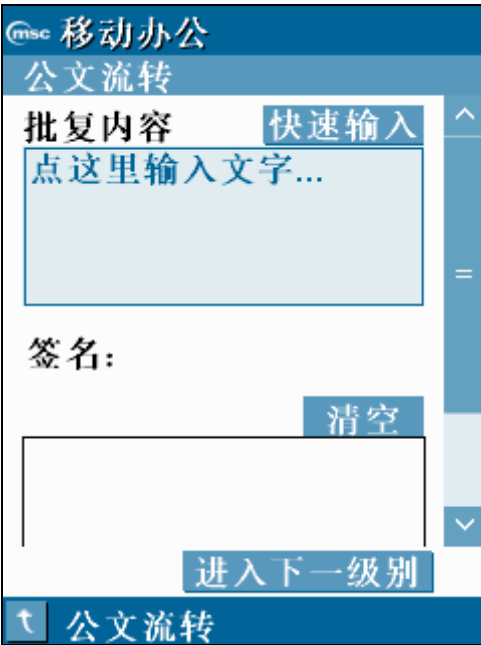 msc 移动办公
公文流转
批复内容 快速输入
点这里输入文字...
签名:
清空
进入下一级别
公文流转